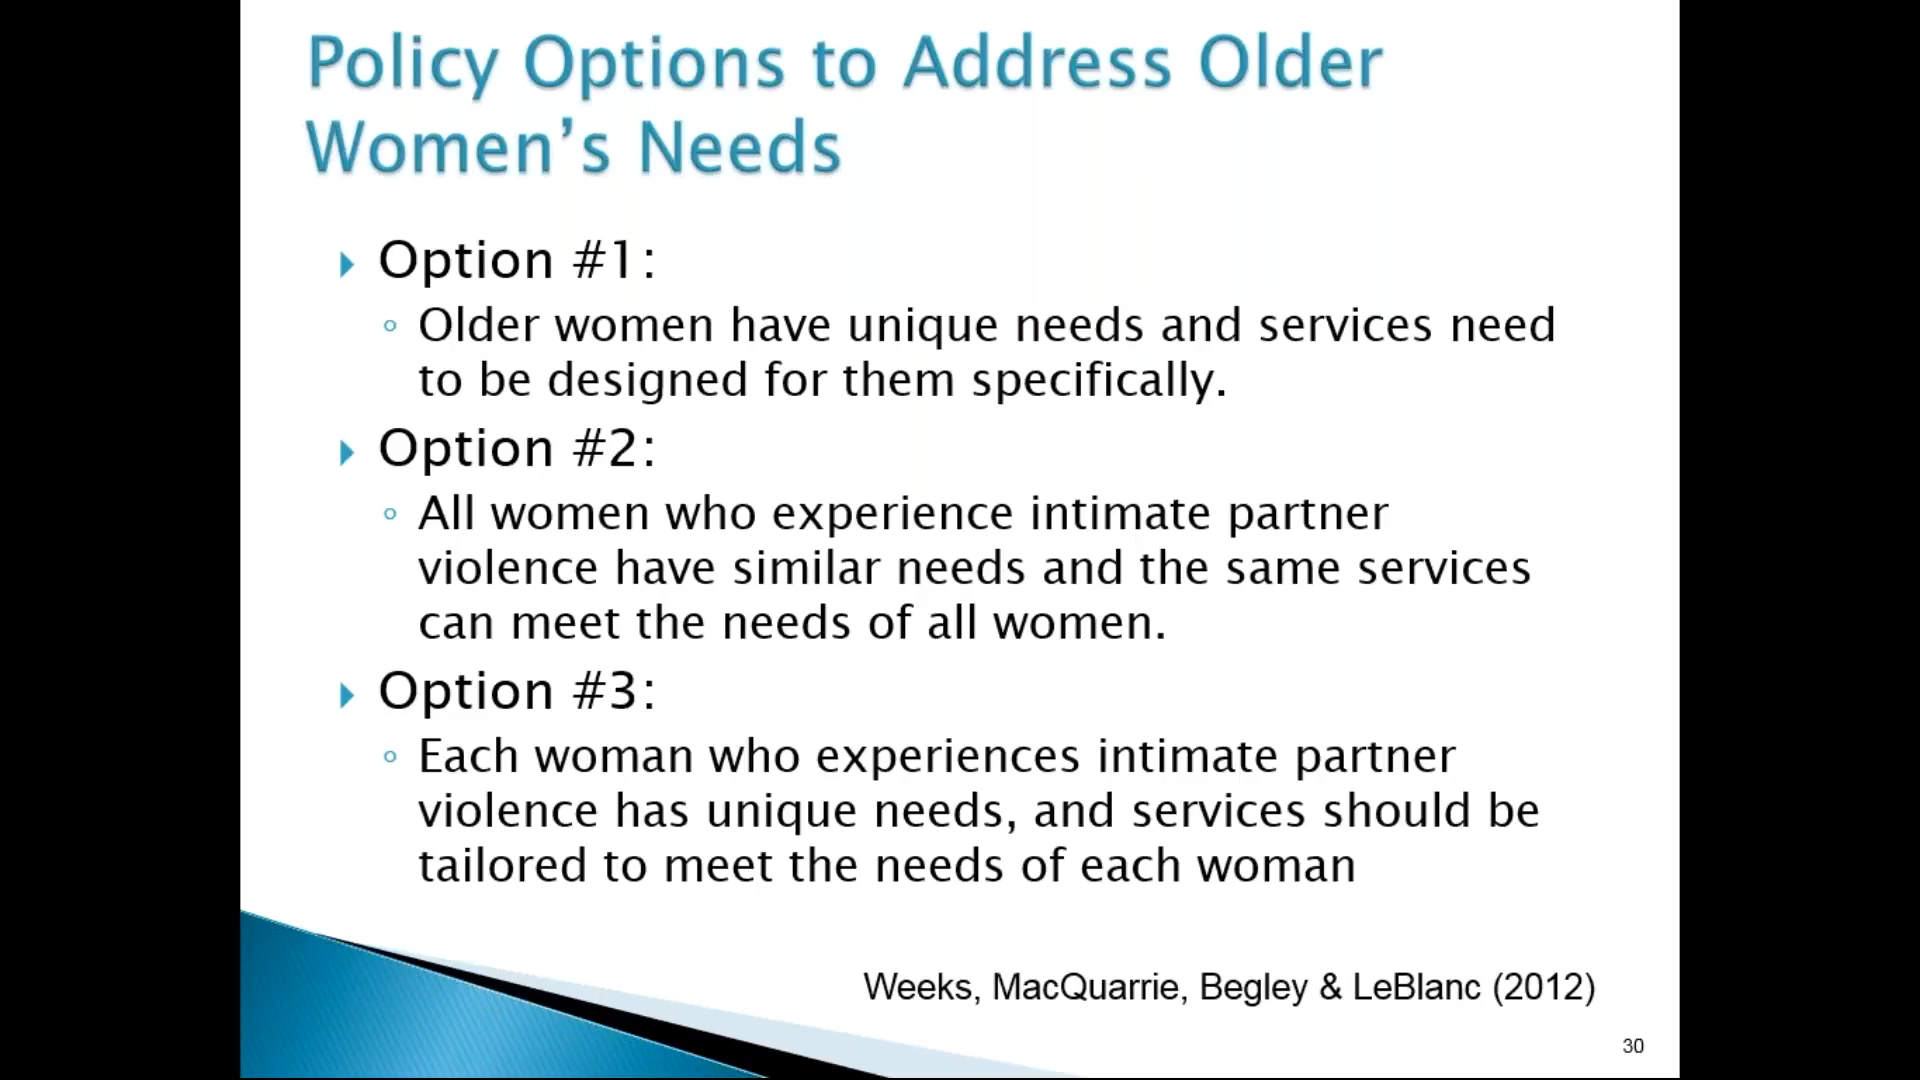 Policy Options to Address Older
Women’s Needs
Option #1:
Older women have unique needs and services need
to be designed for them specifically.
Option #2:
All women who experience intimate partner
violence have similar needs and the same services
can meet the needs of all women.
Option #3:
Each woman who experiences intimate partner
violence has unique needs, and services should be
tailored to meet the needs of each woman
Weeks, MacQuarrie, Begley & LeBlanc (2012)
30